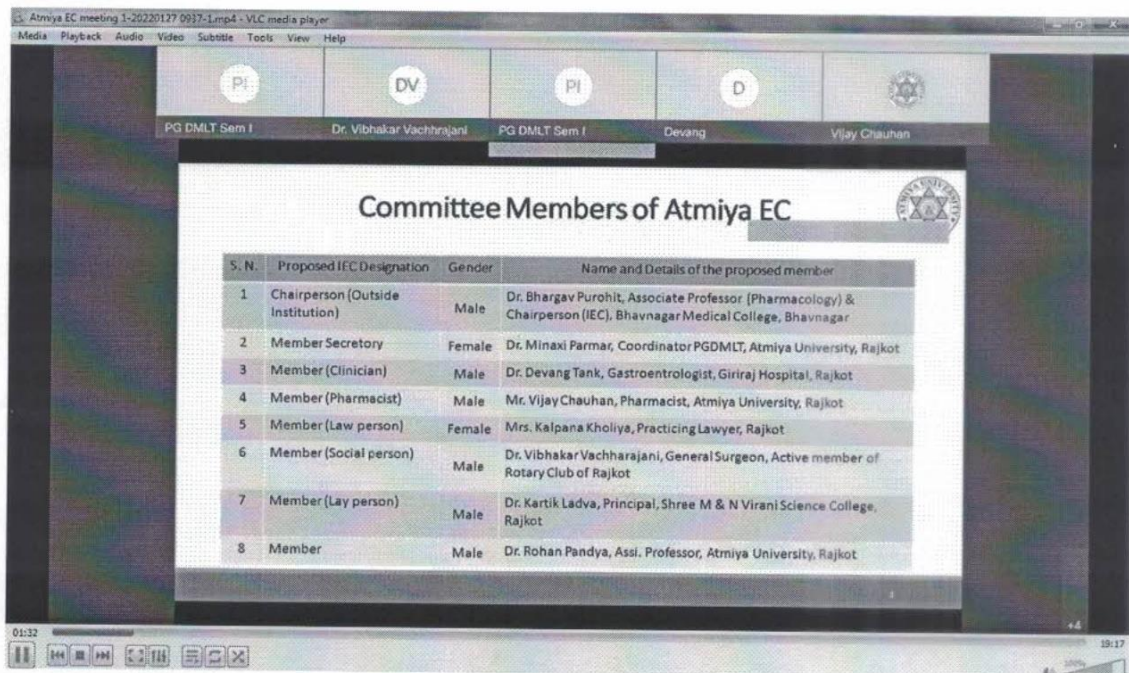 Atmiya EC meeting 1-20220127 0937-1.mp4 - VLC media player
Media Playback Audio Video Subtitle Tools View Help
PI DV PI D
PG DMLT Sem I Dr. Vibhakar Vachhrajani PG DMLT Sem I Devang Vijay Chauhan
Committee Members of Atmiya EC
ATMIYA UNIVERSITY
S. N. Proposed IEC Designation Gender Name and Details of the proposed member
1 Chairperson (Outside Institution) Male Dr. Bhargav Purohit, Associate Professor (Pharmacology) &
Chairperson (IEC), Bhavnagar Medical College, Bhavnagar
2 Member Secretary Female Dr. Minaxi Parmar, Coordinator PGDMLT, Atmiya University, Rajkot
3 Member (Clinician) Male Dr. Devang Tank, Gastroentrologist, Giriraj Hospital, Rajkot
4 Member (Pharmacist) Male Mr. Vijay Chauhan, Pharmacist, Atmiya University, Rajkot
5 Member (Law person) Female Mrs. Kalpana Kholiya, Practicing Lawyer, Rajkot
6 Member (Social person) Male Dr. Vibhakar Vachharajani, General Surgeon, Active member of
Rotary Club of Rajkot
7 Member (Lay person) Male Dr. Kartik Ladva, Principal, Shree M & N Virani Science College,
Rajkot
8 Member Male Dr. Rohan Pandya, Assi. Professor, Atmiya University, Rajkot
+4
01:32 19:17
100%